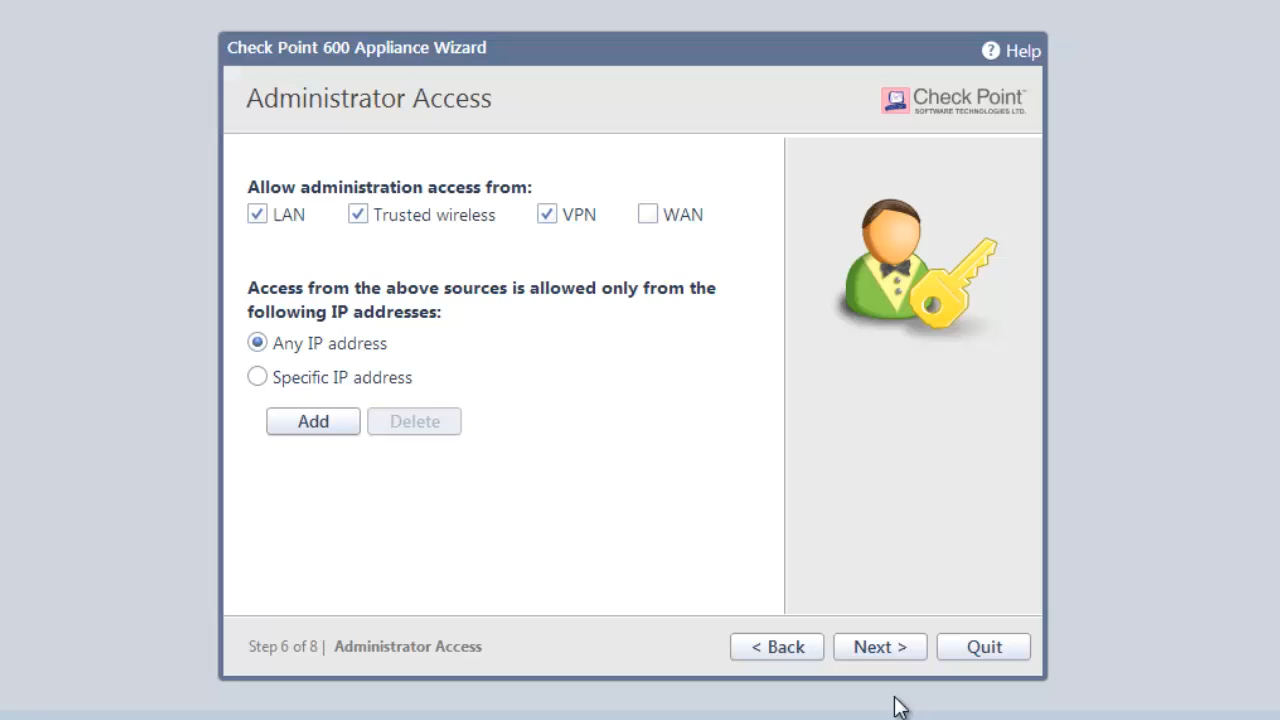 Check Point 600 Appliance Wizard
? Help
Administrator Access
Check Point™
SOFTWARE TECHNOLOGIES LTD.
Allow administration access from:
LAN Trusted wireless VPN WAN
Access from the above sources is allowed only from the
following IP addresses:
Any IP address
Specific IP address
Add Delete
Step 6 of 8 | Administrator Access
< Back Next > Quit